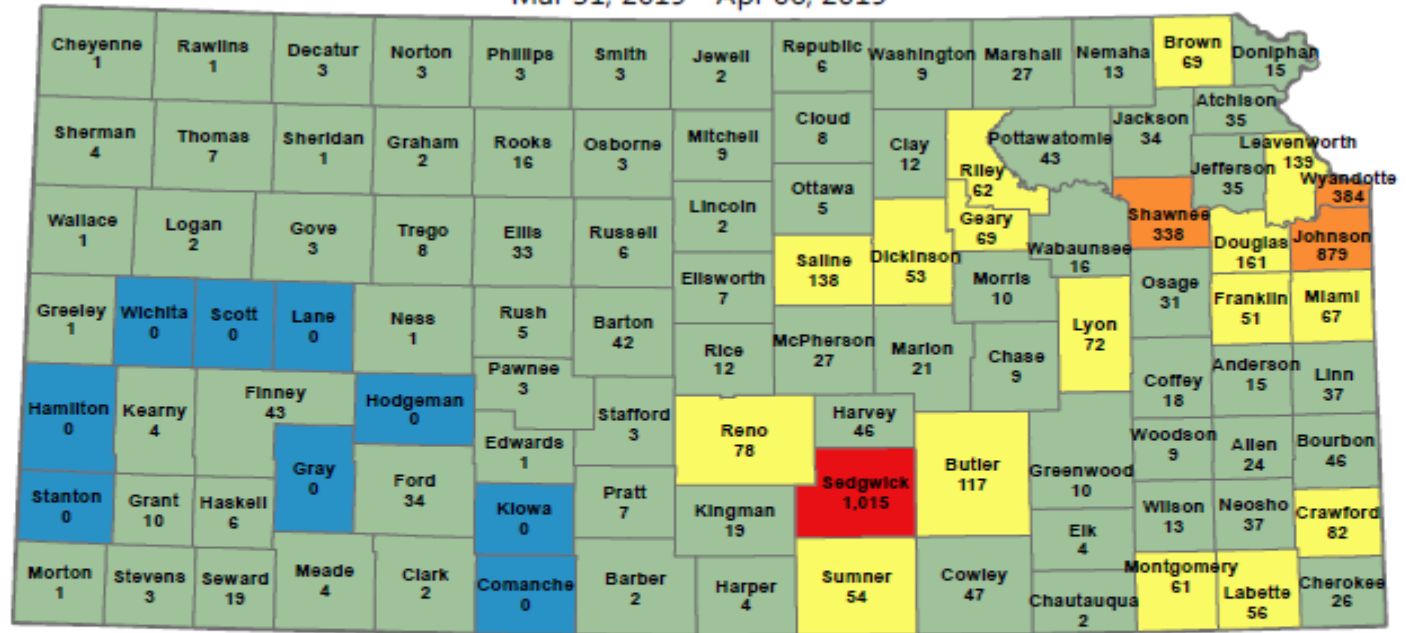 Mar 31, 2019 - Apr 06, 2019
Cheyenne
1
Rawlins
1
Decatur
3
Norton
3
Phillips
3
Smith
3
Jewell
2
Republic
6
Washington
9
Marshall
27
Nemaha
13
Brown
69
Doniphan
15
Sherman
4
Thomas
7
Sheridan
1
Graham
2
Rooks
16
Osborne
3
Mitchell
9
Cloud
8
Clay
12
Riley
62
Pottawatomie
43
Jackson
34
Atchison
35
Jefferson
35
Leavenworth
139
Wyandotte
384
Ottawa
5
Wallace
1
Logan
2
Gove
3
Trego
8
Ellis
33
Russell
6
Lincoln
2
Saline
138
Dickinson
53
Geary
69
Wabaunsee
16
Shawnee
338
Douglas
161
Johnson
879
Ellsworth
7
Morris
10
Osage
31
Franklin
51
Miami
67
Greeley
1
Wichita
0
Scott
0
Lane
0
Ness
1
Rush
5
Barton
42
Rice
12
McPherson
27
Marion
21
Chase
9
Lyon
72
Coffey
18
Anderson
15
Linn
37
Hamilton
0
Kearny
4
Finney
43
Hodgeman
0
Pawnee
3
Stafford
3
Edwards
1
Reno
78
Harvey
46
Butler
117
Greenwood
10
Woodson
9
Allen
24
Bourbon
46
Stanton
0
Grant
10
Haskell
6
Gray
0
Ford
34
Kiowa
0
Pratt
7
Kingman
19
Sedgwick
1,015
Elk
4
Wilson
13
Neosho
37
Crawford
82
Morton
1
Stevens
3
Seward
19
Meade
4
Clark
2
Comanche
0
Barber
2
Harper
4
Sumner
54
Cowley
47
Chautauqua
2
Montgomery
61
Labette
56
Cherokee
26